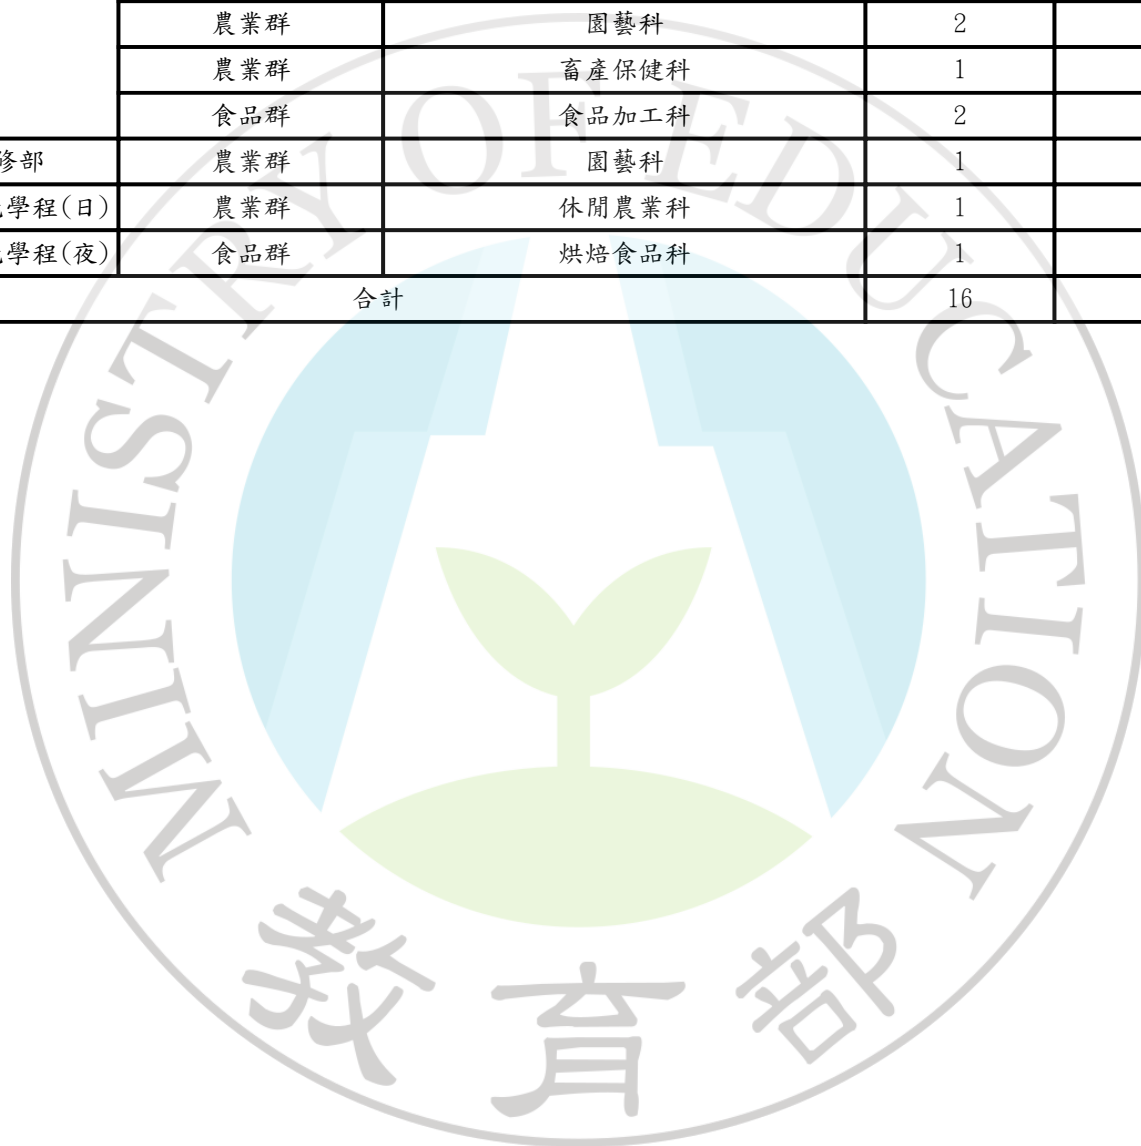 農業群 園藝科 2
農業群 畜產保健科 1
食品群 食品加工科 2
修部 農業群 園藝科 1
學程(日) 農業群 休閒農業科 1
學程(夜) 食品群 烘焙食品科 1
合計 16
MINISTRY OF EDUCATION
教育部